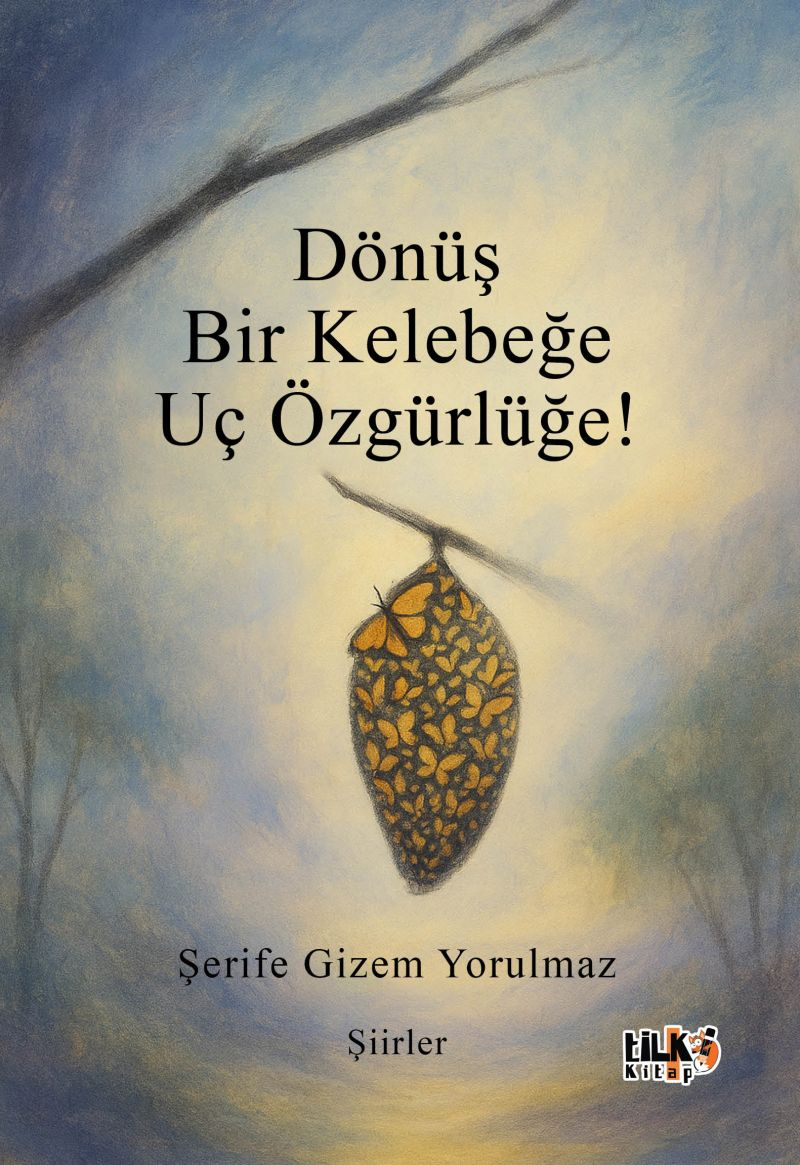 Dönüş
Bir Kelebeğe
Uç Özgürlüğe!
Şerife Gizem Yorulmaz
Şiirler
tiLKi
Kitap